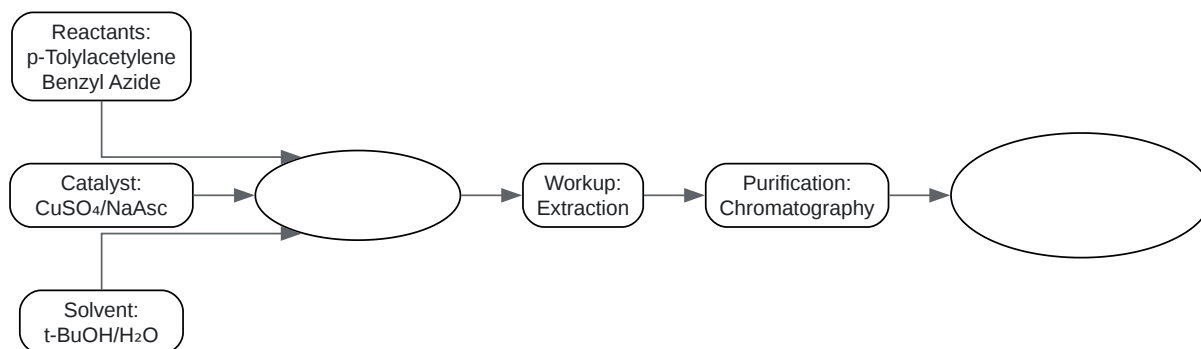 Reactants:
p-Tolylacetylene
Benzyl Azide
Catalyst:
CuSO₄/NaAsc
Solvent:
t-BuOH/H₂O
Workup:
Extraction
Purification:
Chromatography